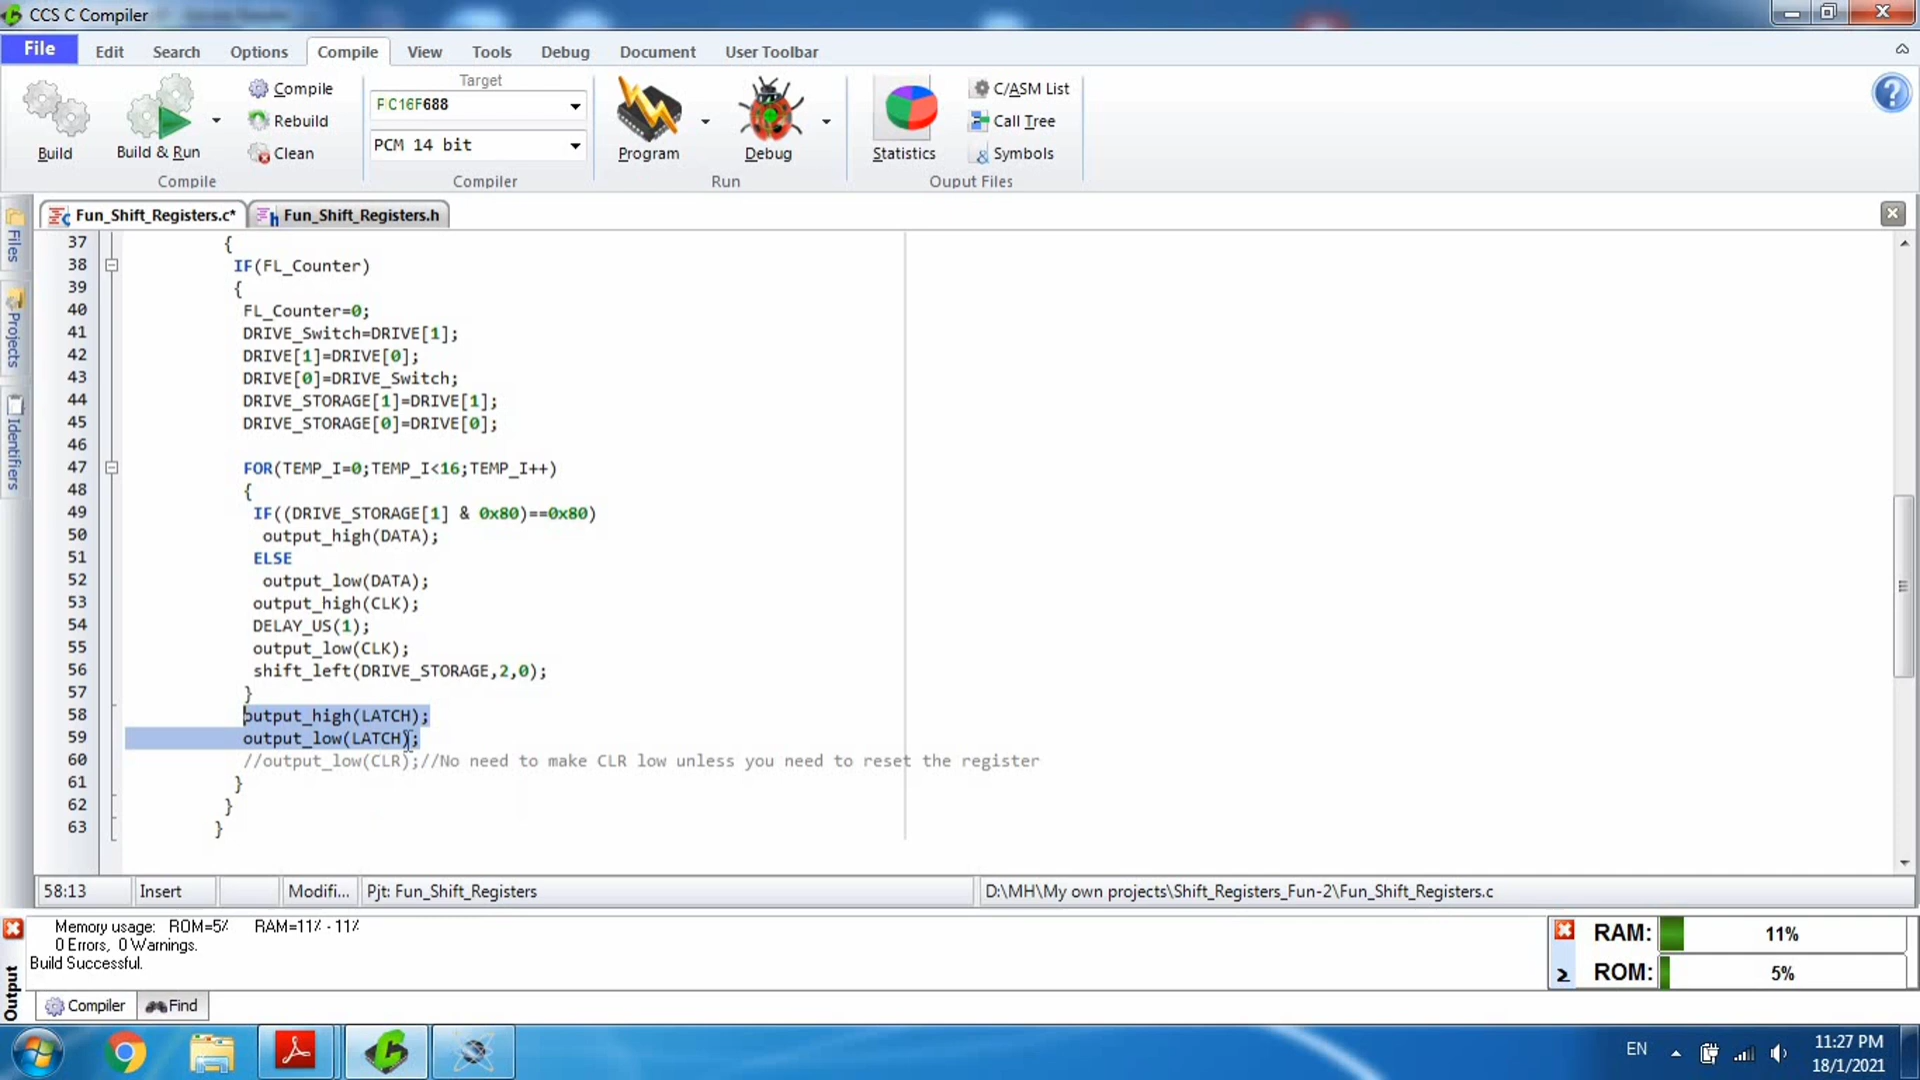 CCS C Compiler
File Edit Search Options Compile View Tools Debug Document User Toolbar
Build
Build & Run
Compile
Rebuild
Clean
Compile
Target
PCM 14 bit
Compiler
Program
Debug
Run
Statistics
C/ASM List
Call Tree
Symbols
Ouput Files
Fun_Shift_Registers.c*
Fun_Shift_Registers.h
Files
Projects
Identifiers
37 {
38 IF(FL_Counter)
39 {
40 FL_Counter=0;
41 DRIVE_Switch=DRIVE[1];
42 DRIVE[1]=DRIVE[0];
43 DRIVE[0]=DRIVE_Switch;
44 DRIVE_STORAGE[1]=DRIVE[1];
45 DRIVE_STORAGE[0]=DRIVE[0];
46
47 FOR(TEMP_I=0;TEMP_I<16;TEMP_I++)
48 {
49 IF((DRIVE_STORAGE[1] & 0x80)==0x80)
50 output_high(DATA);
51 ELSE
52 output_low(DATA);
53 output_high(CLK);
54 DELAY_US(1);
55 output_low(CLK);
56 shift_left(DRIVE_STORAGE,2,0);
57 }
58 output_high(LATCH);
59 output_low(LATCH);
60 //output_low(CLR);//No need to make CLR low unless you need to reset the register
61 }
62 }
63 }
58:13 Insert Modifi... Pjt: Fun_Shift_Registers D:\MH\My own projects\Shift_Registers_Fun-2\Fun_Shift_Registers.c
Memory usage: ROM=5% RAM=11% - 11%
0 Errors, 0 Warnings.
Build Successful.
Output
RAM: 11%
ROM: 5%
Compiler Find
EN
11:27 PM
18/1/2021